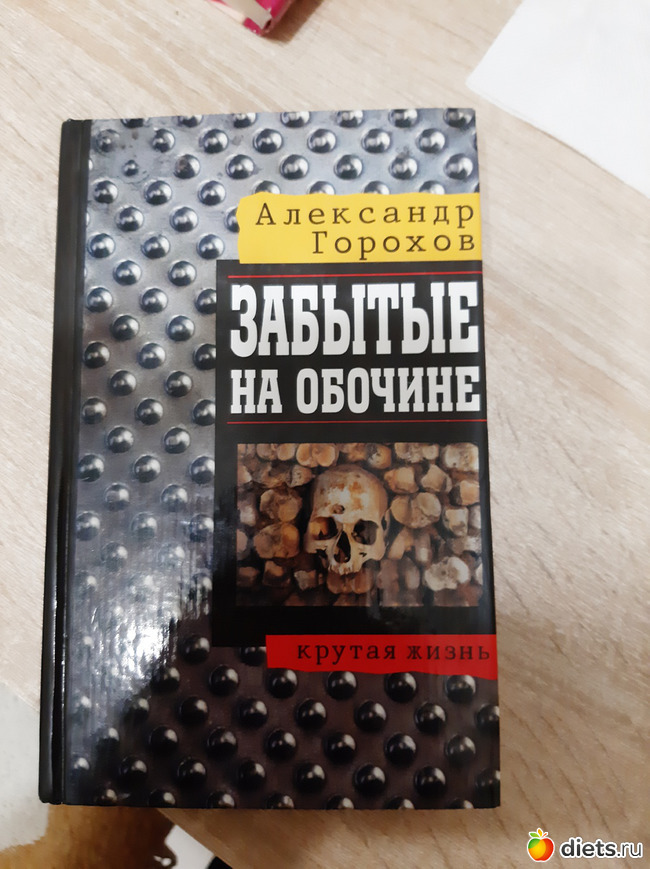 Александр
Горохов
ЗАБЫТЫЕ
НА ОБОЧИНЕ
крутая жизнь
diets.ru